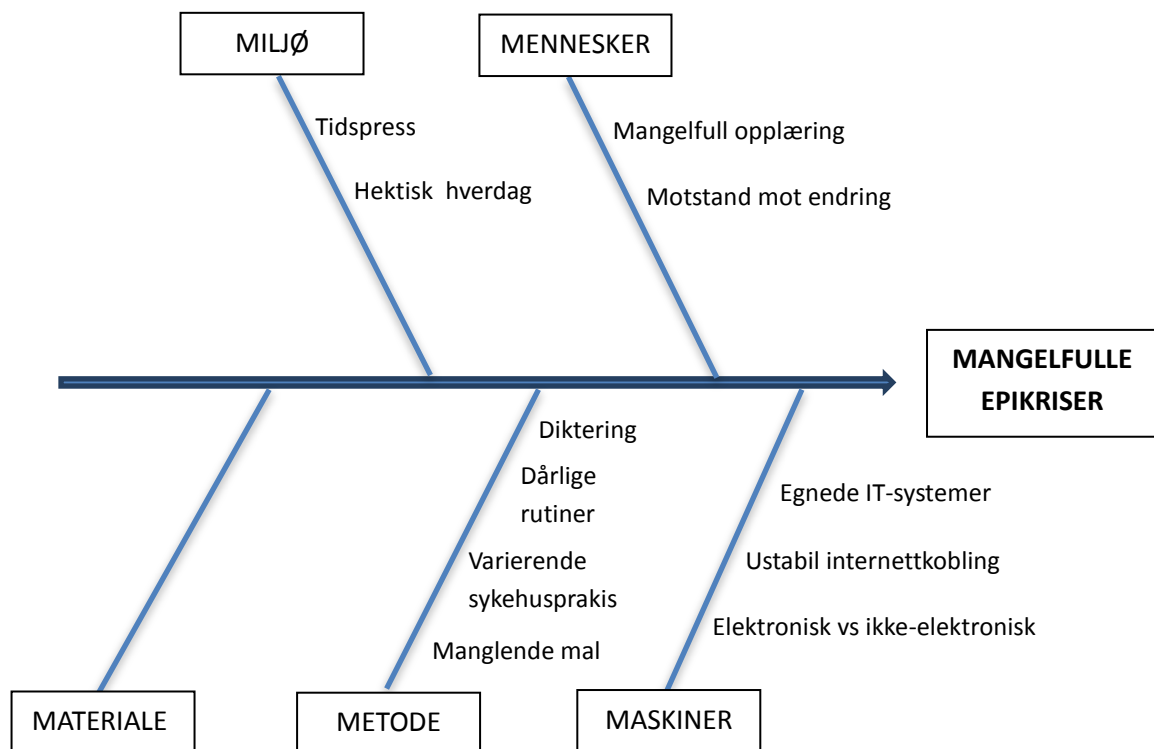 MILJØ
MENNESKER
Tidspress
Hektisk  hverdag
Mangelfull opplæring
Motstand mot endring
MANGELFULLE
EPIKRISER
Diktering
Dårlige
rutiner
Varierende
sykehusprakis
Manglende mal
Egnede IT-systemer
Ustabil internettkobling
Elektronisk vs ikke-elektronisk
MATERIALE
METODE
MASKINER